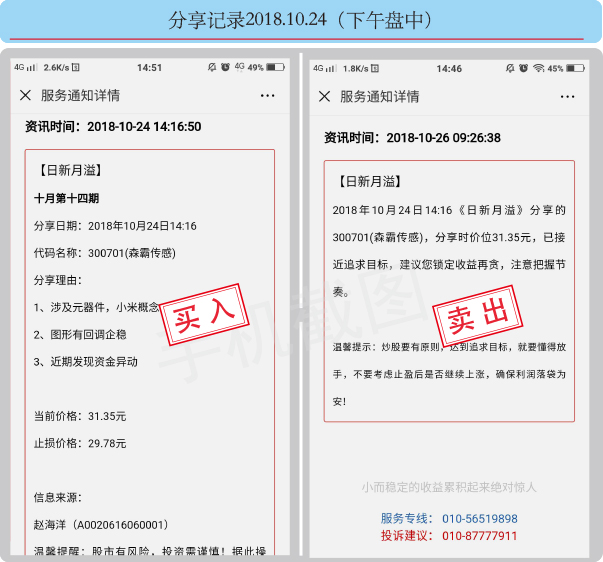 分享记录2018.10.24（下午盘中）
4G 2.6K/s 14:51 4G 49%
服务通知详情 ···
资讯时间：2018-10-24 14:16:50
【日新月溢】
十月第十四期
分享日期：2018年10月24日14:16
代码名称：300701(森霸传感)
分享理由：
1、涉及元器件，小米概念
2、图形有回调企稳
3、近期发现资金异动
买入
当前价格：31.35元
止损价格：29.78元
信息来源：
赵海洋（A0020616060001）
温馨提醒：股市有风险，投资需谨慎！据此操
4G 1.8K/s 14:46 45%
服务通知详情 ···
资讯时间：2018-10-26 09:26:38
【日新月溢】
2018年10月24日14:16《日新月溢》分享的
300701(森霸传感)，分享时价位31.35元，已接
近追求目标，建议您锁定收益再贪，注意把握节
奏。
卖出
温馨提示：炒股要有原则，达到追求目标，就要懂得放
手，不要考虑止盈后是否继续上涨，确保利润落袋为
安！
小而稳定的收益累积起来绝对惊人
服务专线： 010-56519898
投诉建议： 010-87777911
手机截图